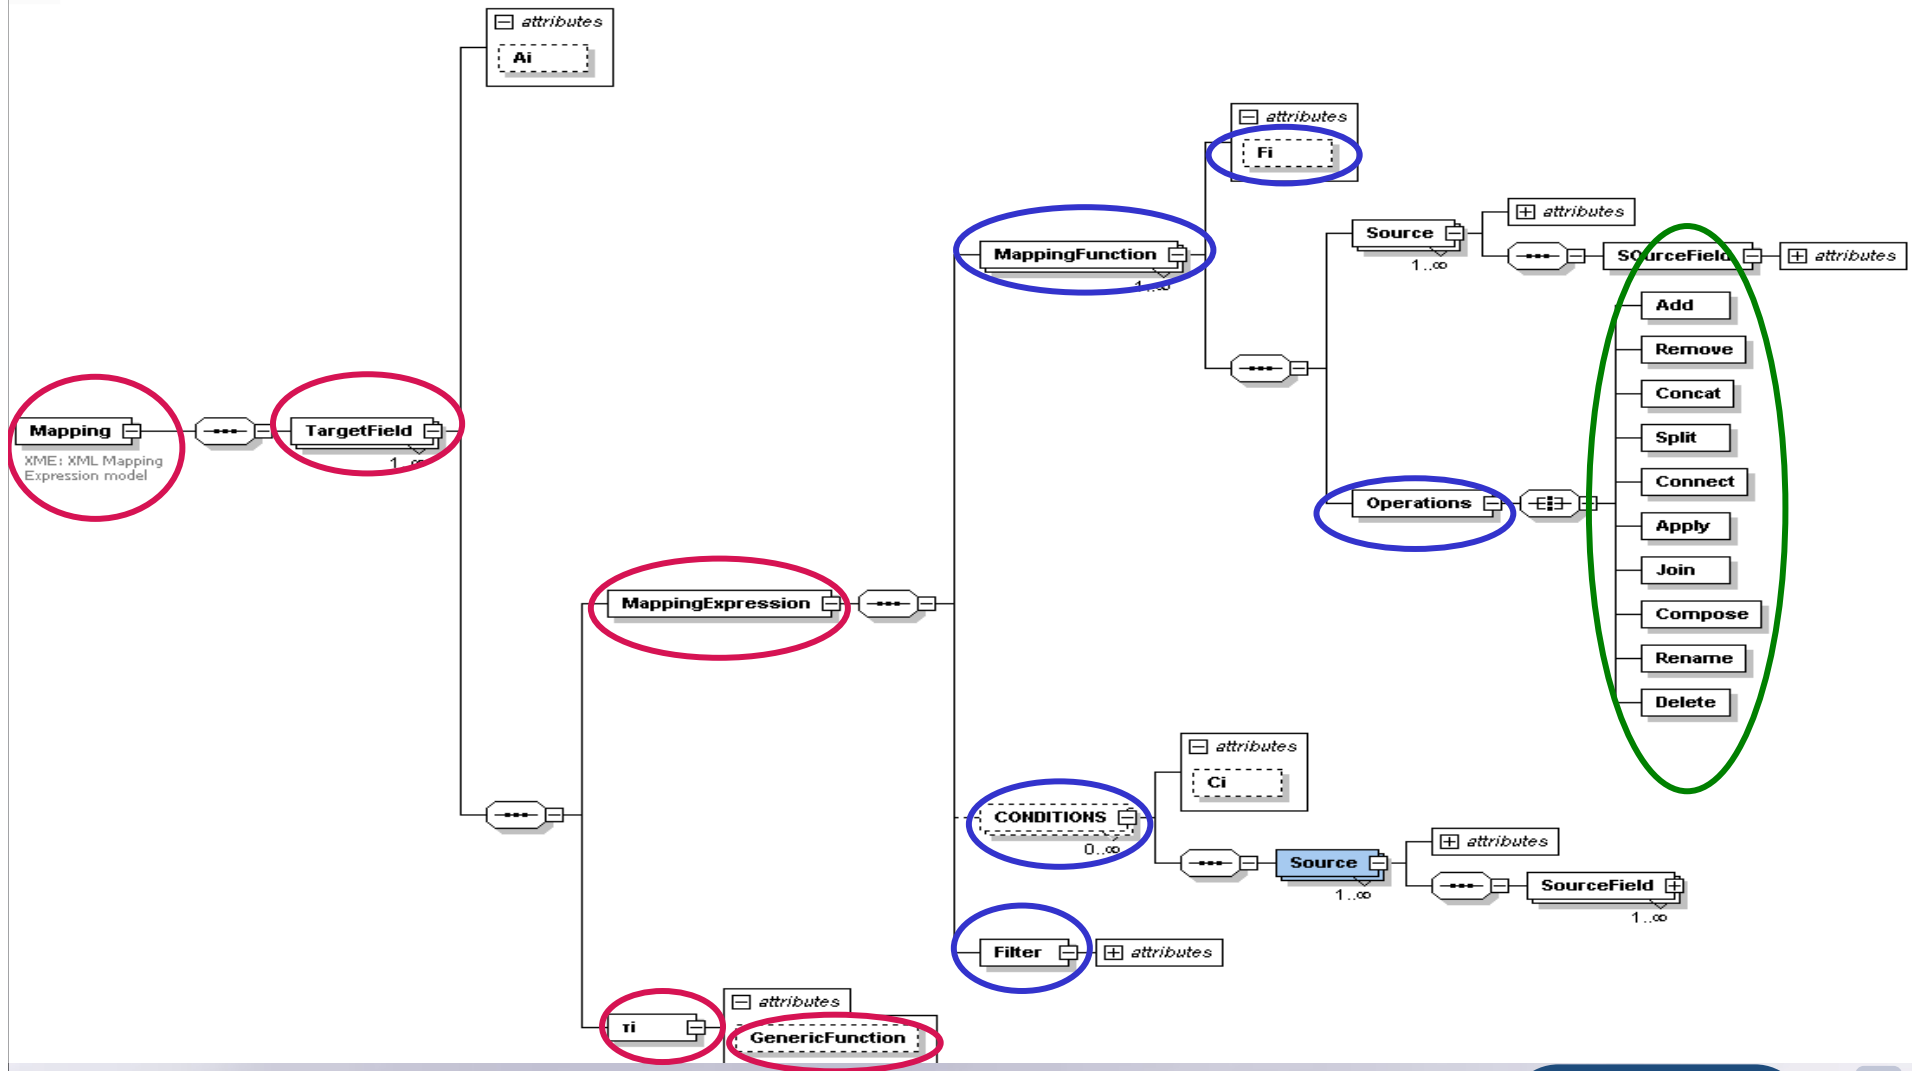 attributes
Ai
attributes
Fi
attributes
Source
1..∞
SOurceField
attributes
MappingFunction
1..∞
Add
Remove
Concat
Split
Connect
Apply
Join
Compose
Rename
Delete
Operations
Mapping
XME: XML Mapping
Expression model
TargetField
1..∞
MappingExpression
attributes
Ci
CONDITIONS
0..∞
attributes
Source
1..∞
SourceField
1..∞
Filter
attributes
τi
attributes
GenericFunction